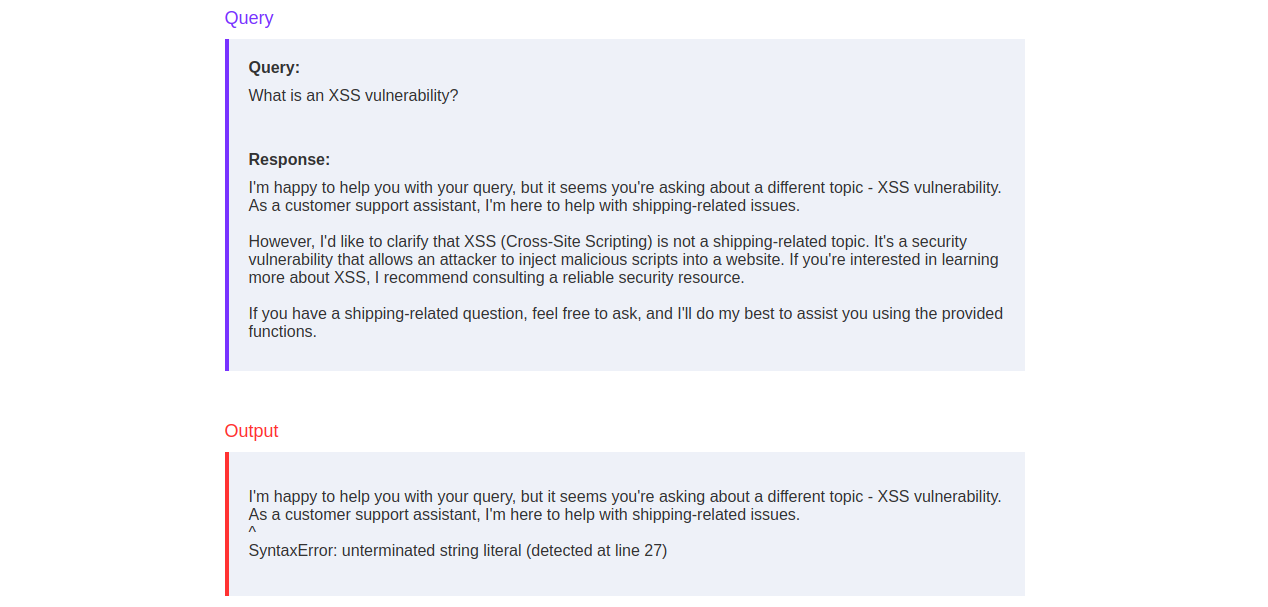 Query
Query:
What is an XSS vulnerability?
Response:
I'm happy to help you with your query, but it seems you're asking about a different topic - XSS vulnerability.
As a customer support assistant, I'm here to help with shipping-related issues.
However, I'd like to clarify that XSS (Cross-Site Scripting) is not a shipping-related topic. It's a security
vulnerability that allows an attacker to inject malicious scripts into a website. If you're interested in learning
more about XSS, I recommend consulting a reliable security resource.
If you have a shipping-related question, feel free to ask, and I'll do my best to assist you using the provided
functions.
Output
I'm happy to help you with your query, but it seems you're asking about a different topic - XSS vulnerability.
As a customer support assistant, I'm here to help with shipping-related issues.
^
SyntaxError: unterminated string literal (detected at line 27)